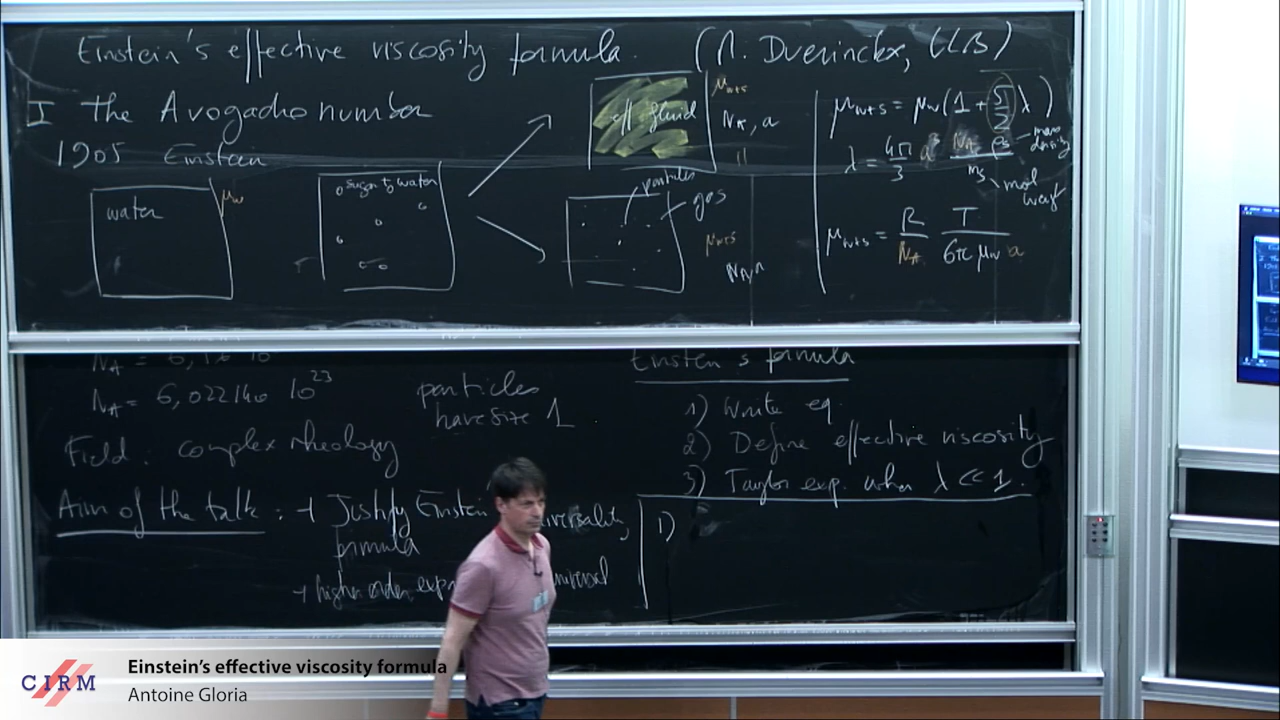 Einstein's effective viscosity formula. (M. Duerinckx, ULB)
I the Avogadro number
1905 Einstein
water
μw
sugar + water
eff fluid
μw+s
NA, a
particles
gas
μw+s
NA, a
μw+s = μw (1 + 5/2 λ)
λ = 4π/3 a³ NA ρs/ms
mass density
mol weight
μw+s = R/NA T/6π μw a
NA = 6,022140 10²³
Field: complex rheology
particles have size 1
Aim of the talk : → Justify Einstein
formula
→ higher order
Einstein's formula
1) Write eq.
2) Define effective viscosity
3) Taylor exp. when λ << 1.
1)
CIRM
Einstein's effective viscosity formula
Antoine Gloria